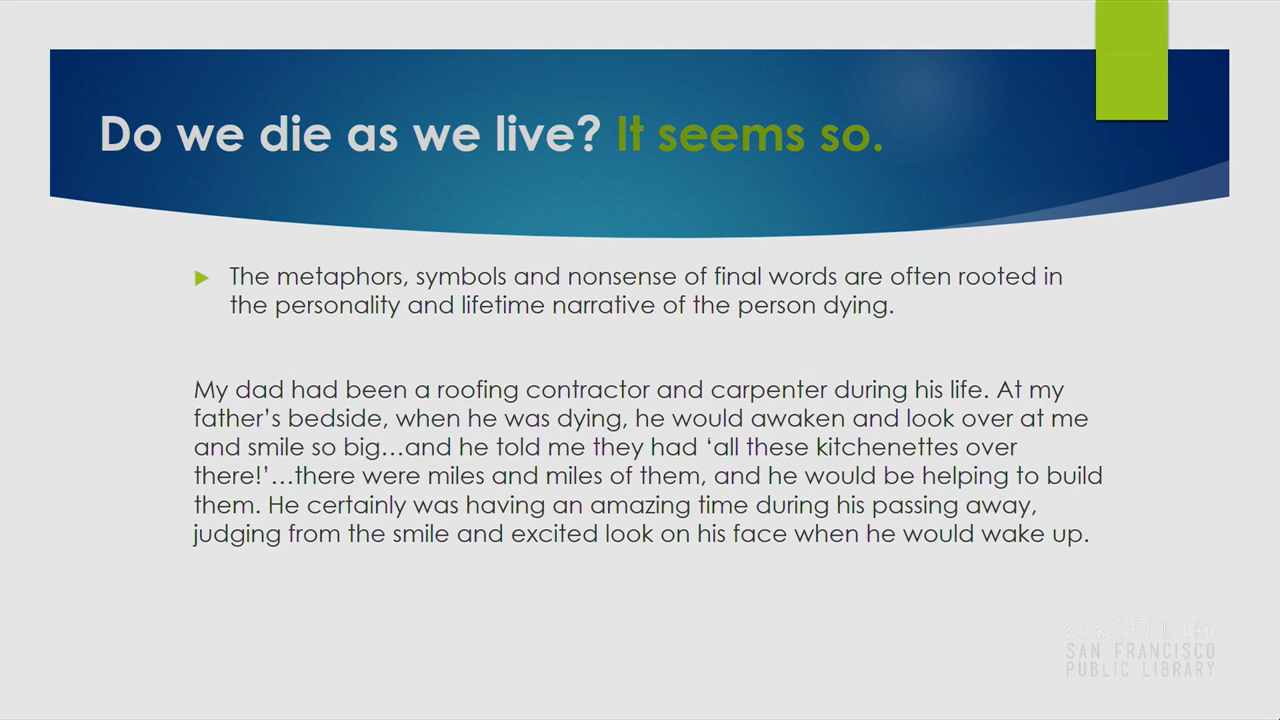 Do we die as we live? It seems so.
The metaphors, symbols and nonsense of final words are often rooted in
the personality and lifetime narrative of the person dying.
My dad had been a roofing contractor and carpenter during his life. At my
father’s bedside, when he was dying, he would awaken and look over at me
and smile so big…and he told me they had ‘all these kitchenettes over
there!’…there were miles and miles of them, and he would be helping to build
them. He certainly was having an amazing time during his passing away,
judging from the smile and excited look on his face when he would wake up.
www.SFPL.org
SAN FRANCISCO
PUBLIC LIBRARY